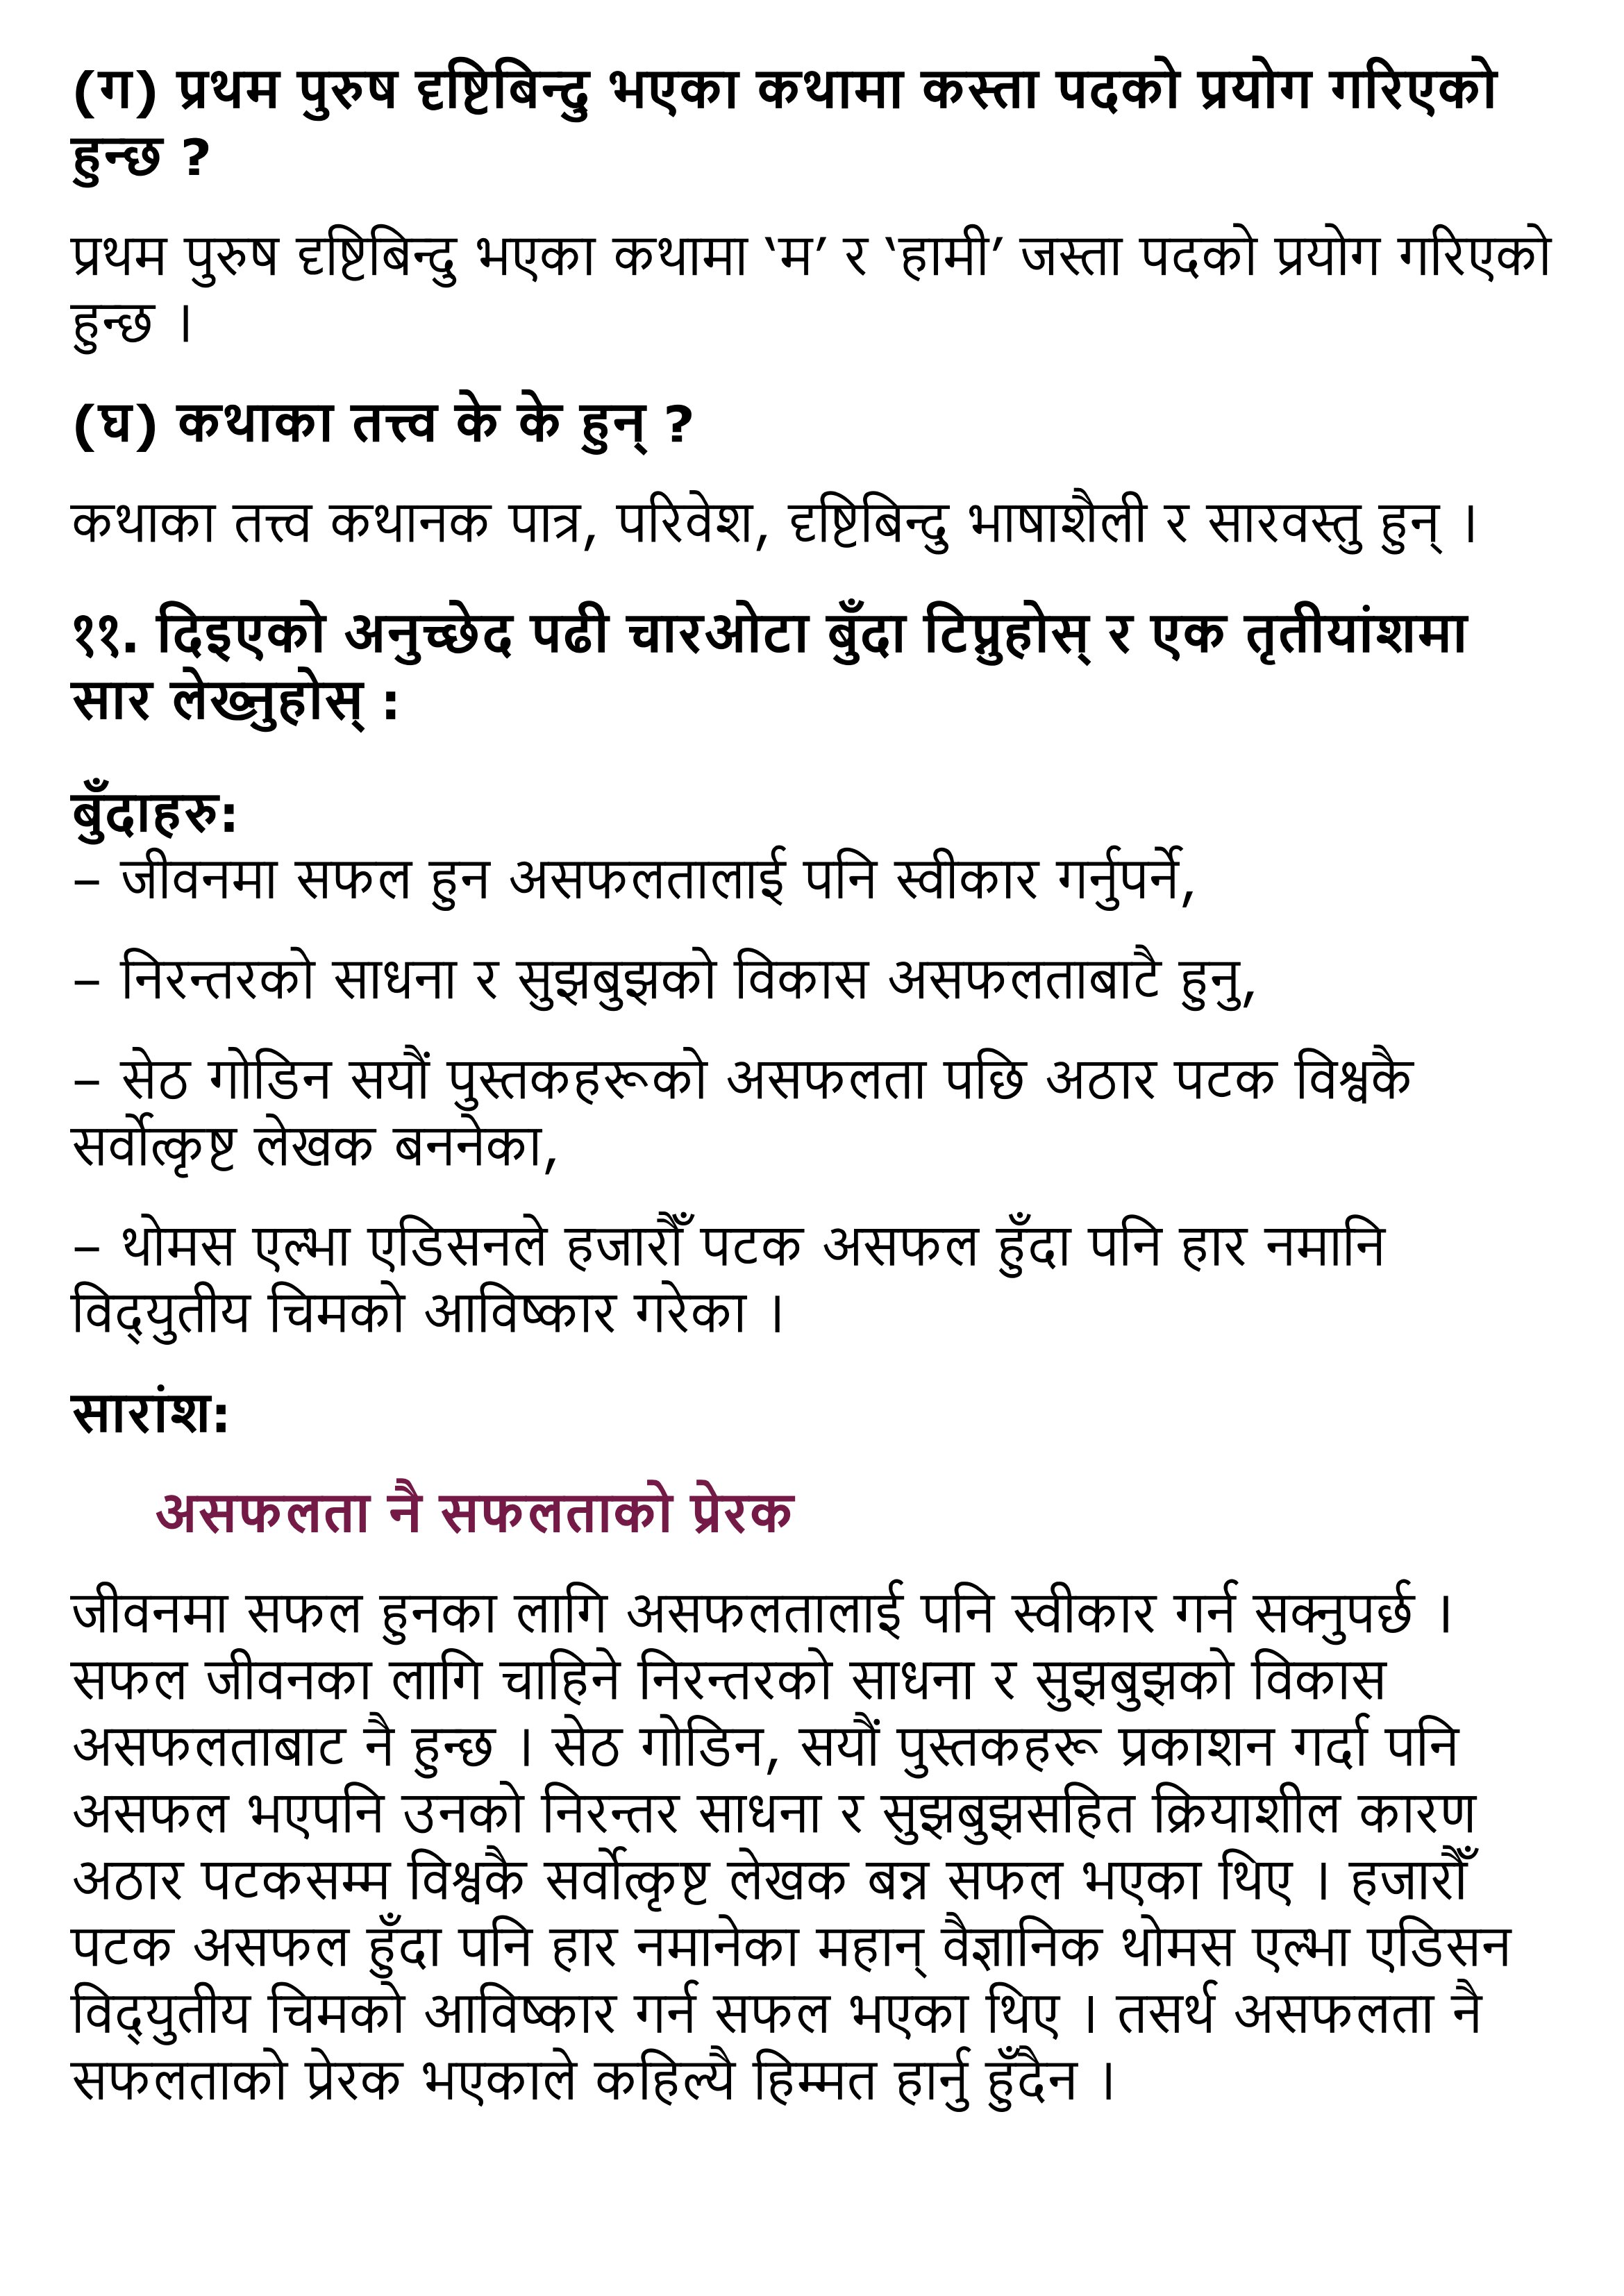 (ग) प्रथम पुरुष दृष्टिबिन्दु भएका कथामा कस्ता पदको प्रयोग गरिएको
हुन्छ ?
प्रथम पुरुष दृष्टिबिन्दु भएका कथामा ‘म’ र ‘हामी’ जस्ता पदको प्रयोग गरिएको
हुन्छ ।
(घ) कथाका तत्त्व के के हुन् ?
कथाका तत्त्व कथानक पात्र, परिवेश, दृष्टिबिन्दु भाषाशैली र सारवस्तु हुन् ।
११. दिइएको अनुच्छेद पढी चारओटा बुँदा टिप्नुहोस् र एक तृतीयांशमा
सार लेख्नुहोस् :
बुँदाहरु:
– जीवनमा सफल हुन असफलतालाई पनि स्वीकार गर्नुपर्ने,
– निरन्तरको साधना र सुझबुझको विकास असफलताबाटै हुनु,
– सेठ गोडिन सयौं पुस्तकहरूको असफलता पछि अठार पटक विश्वकै
सर्वोत्कृष्ट लेखक बननेका,
– थोमस एल्भा एडिसनले हजारौँ पटक असफल हुँदा पनि हार नमानि
विद्‌युतीय चिमको आविष्कार गरेका ।
सारांश:
असफलता नै सफलताको प्रेरक
जीवनमा सफल हुनका लागि असफलतालाई पनि स्वीकार गर्न सक्नुपर्छ ।
सफल जीवनका लागि चाहिने निरन्तरको साधना र सुझबुझको विकास
असफलताबाट नै हुन्छ । सेठ गोडिन, सयौं पुस्तकहरू प्रकाशन गर्दा पनि
असफल भएपनि उनको निरन्तर साधना र सुझबुझसहित क्रियाशील कारण
अठार पटकसम्म विश्वकै सर्वोत्कृष्ट लेखक बन्न सफल भएका थिए । हजारौँ
पटक असफल हुँदा पनि हार नमानेका महान् वैज्ञानिक थोमस एल्भा एडिसन
विद्‌युतीय चिमको आविष्कार गर्न सफल भएका थिए । तसर्थ असफलता नै
सफलताको प्रेरक भएकाले कहिल्यै हिम्मत हार्नु हुँदैन ।